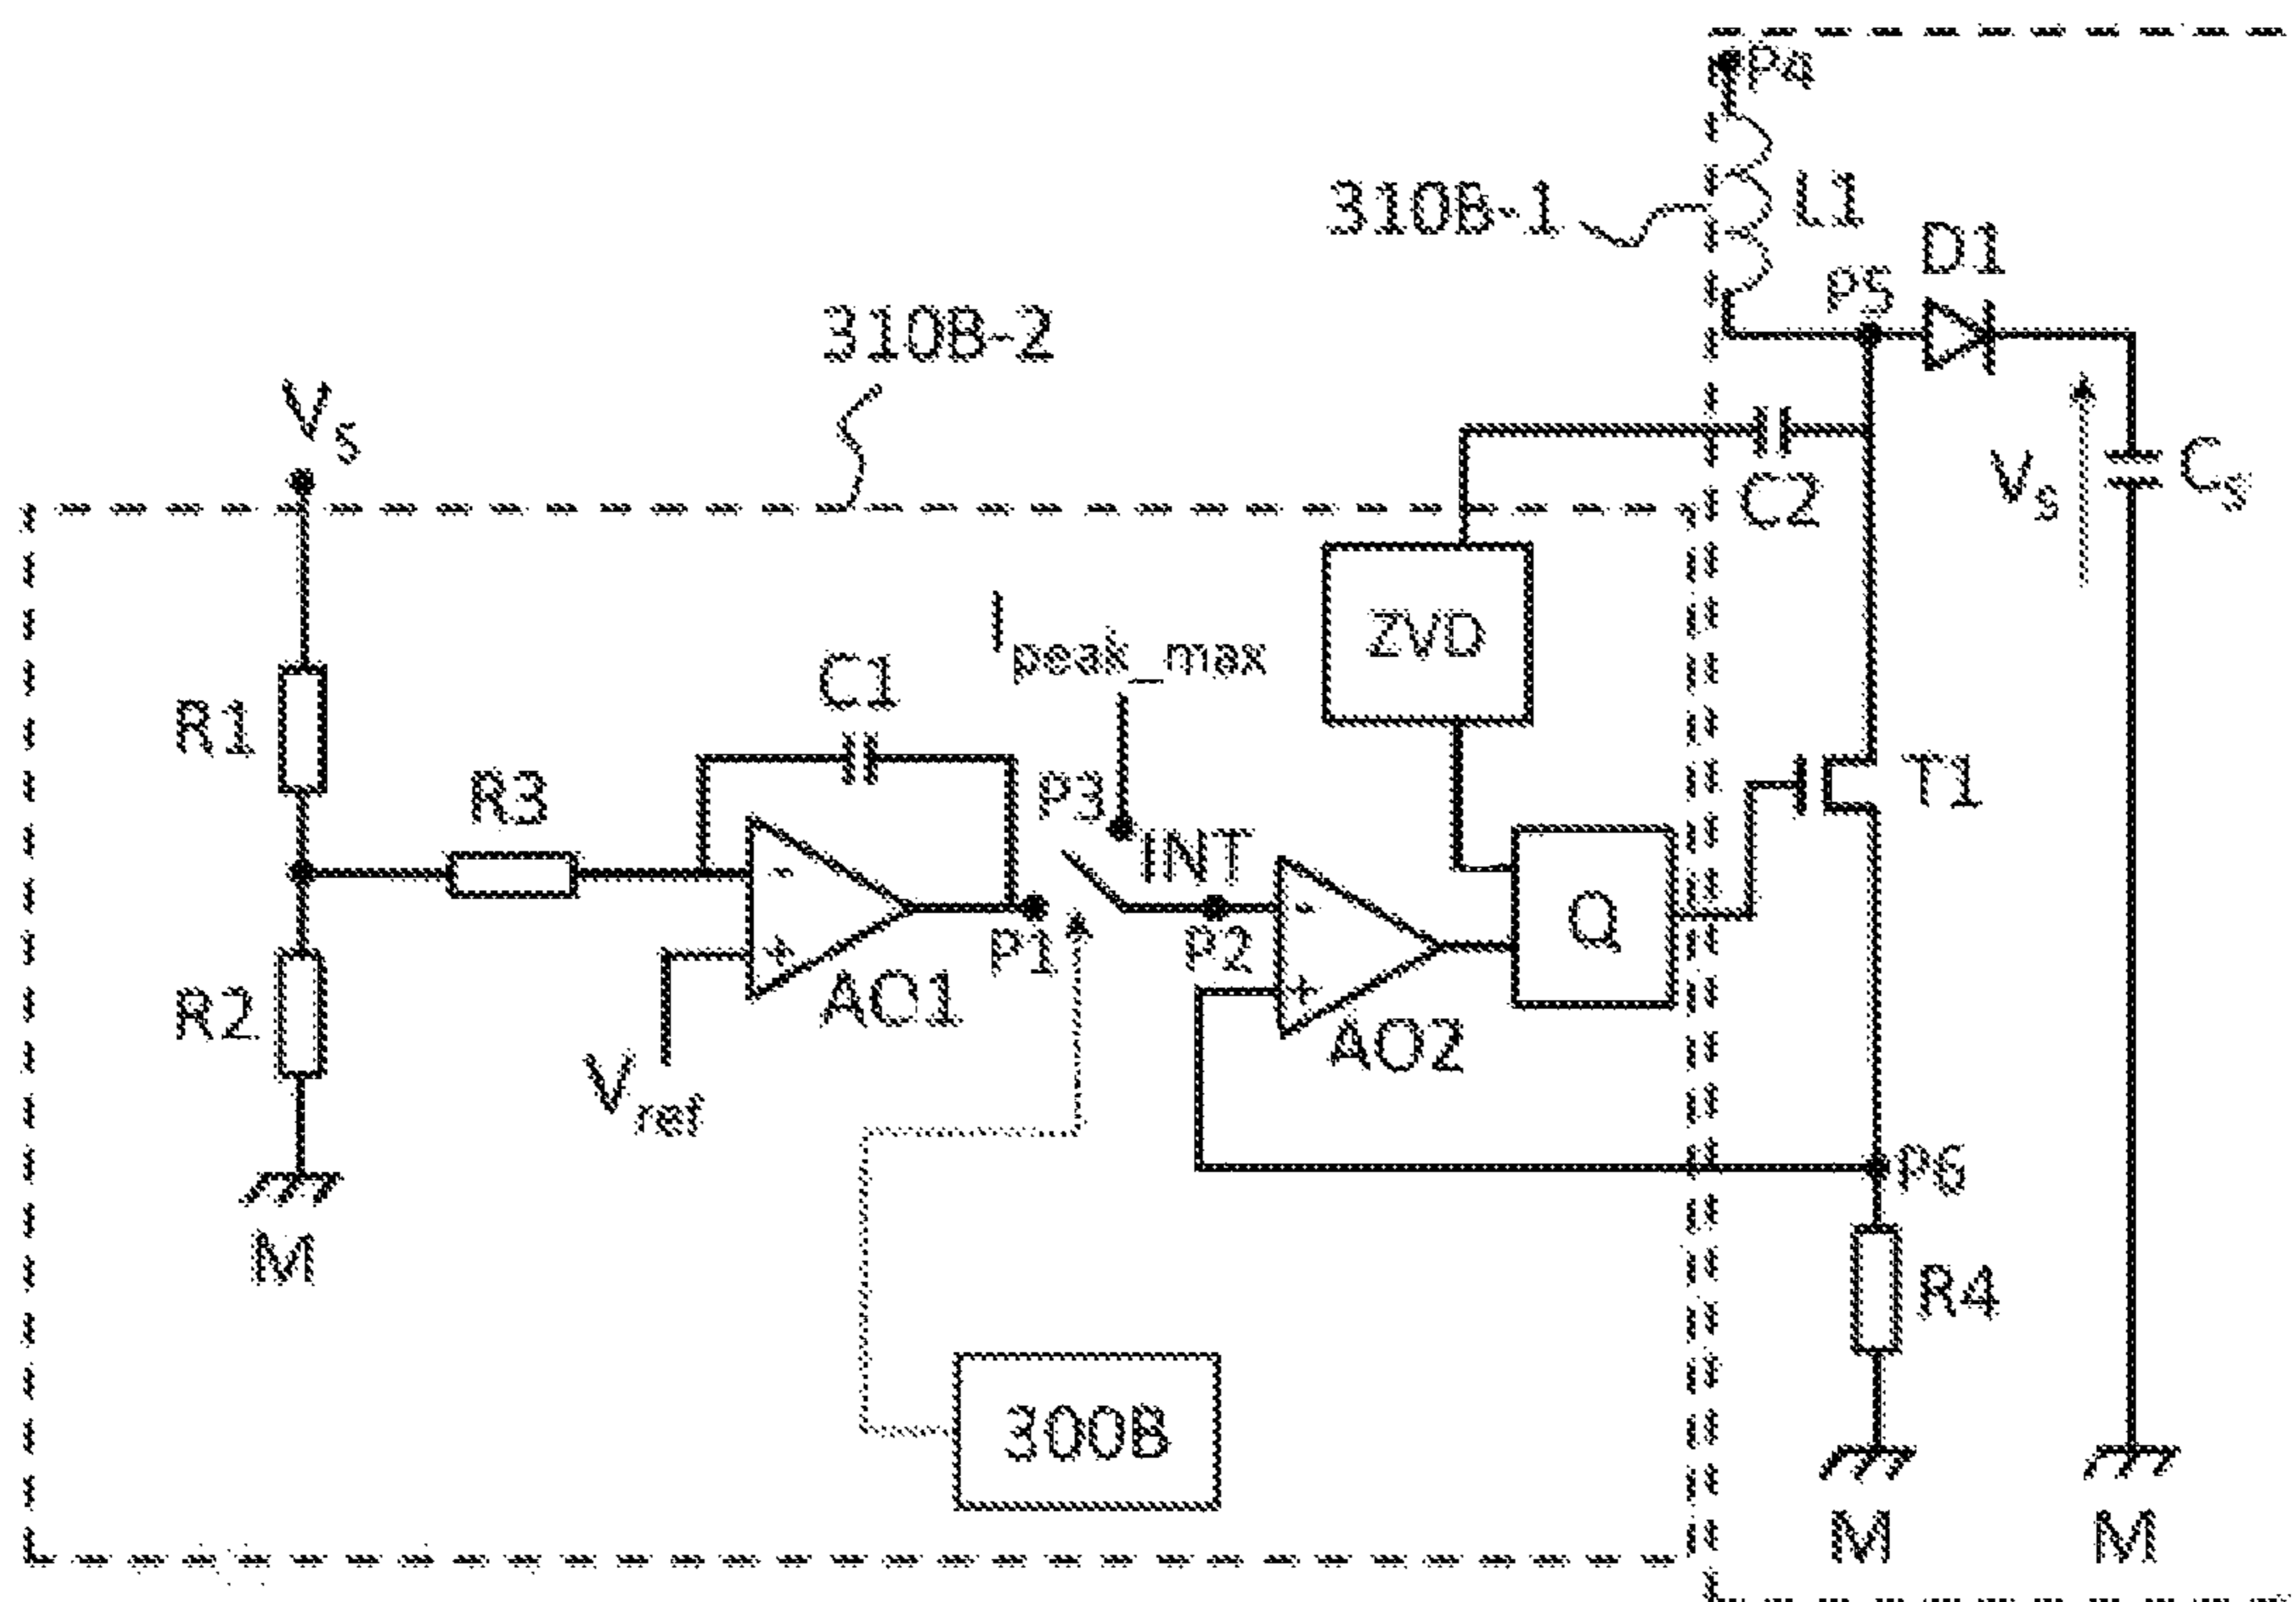 P4
310B-1
L1
D1
P5
310B-2
Vs
Vs
Cs
C2
ZVD
Ipeak_max
C1
R1
R3
P3
INT
T1
-
-
Q
P1
P2
+
+
AO1
AO2
R2
Vref
P6
M
R4
300B
M
M